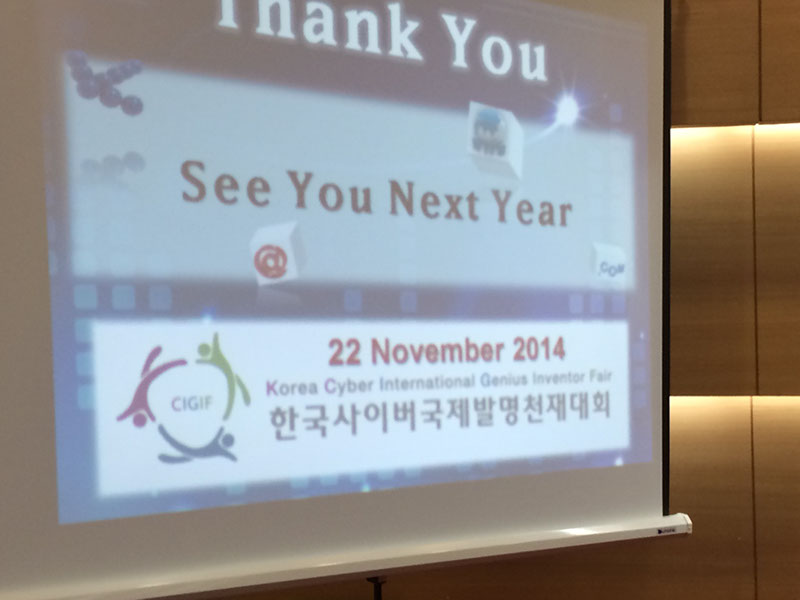 Thank You
See You Next Year
@
.com
22 November 2014
CIGIF
Korea Cyber International Genius Inventor Fair
한국사이버국제발명천재대회